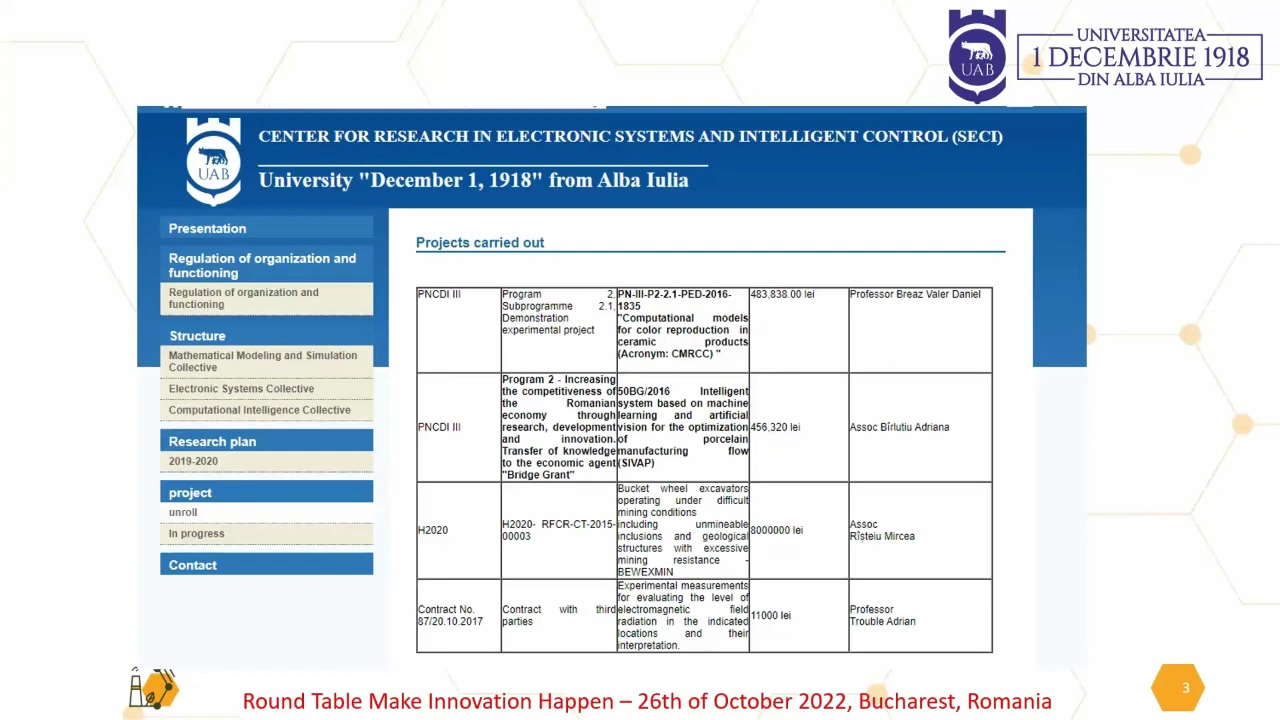 UNIVERSITATEA
1 DECEMBRIE 1918
DIN ALBA IULIA
UAB
CENTER FOR RESEARCH IN ELECTRONIC SYSTEMS AND INTELLIGENT CONTROL (SECI)
University "December 1, 1918" from Alba Iulia
UAB
Presentation
Regulation of organization and
functioning
Regulation of organization and
functioning
Structure
Mathematical Modeling and Simulation
Collective
Electronic Systems Collective
Computational Intelligence Collective
Research plan
2019-2020
project
unroll
In progress
Contact
Projects carried out
PNCDI III
Program 2,
Subprogramme 2.1,
Demonstration
experimental project
PN-III-P2-2.1-PED-2016-
1835
"Computational models
for color reproduction in
ceramic products
(Acronym: CMRCC) "
483,838.00 lei
Professor Breaz Valer Daniel
PNCDI III
Program 2 - Increasing
the competitiveness of
the Romanian
economy through
research, development
and innovation.
Transfer of knowledge
to the economic agent
"Bridge Grant"
50BG/2016 Intelligent
system based on machine
learning and artificial
vision for the optimization
of porcelain
manufacturing flow
(SIVAP)
456,320 lei
Assoc Bîrlutiu Adriana
H2020
H2020- RFCR-CT-2015-
00003
Bucket wheel excavators
operating under difficult
mining conditions
including unmineable
inclusions and geological
structures with excessive
mining resistance -
BEWEXMIN
8000000 lei
Assoc
Rîșteiu Mircea
Contract No.
87/20.10.2017
Contract with third
parties
Experimental measurements
for evaluating the level of
electromagnetic field
radiation in the indicated
locations and their
interpretation.
11000 lei
Professor
Trouble Adrian
Round Table Make Innovation Happen – 26th of October 2022, Bucharest, Romania
3